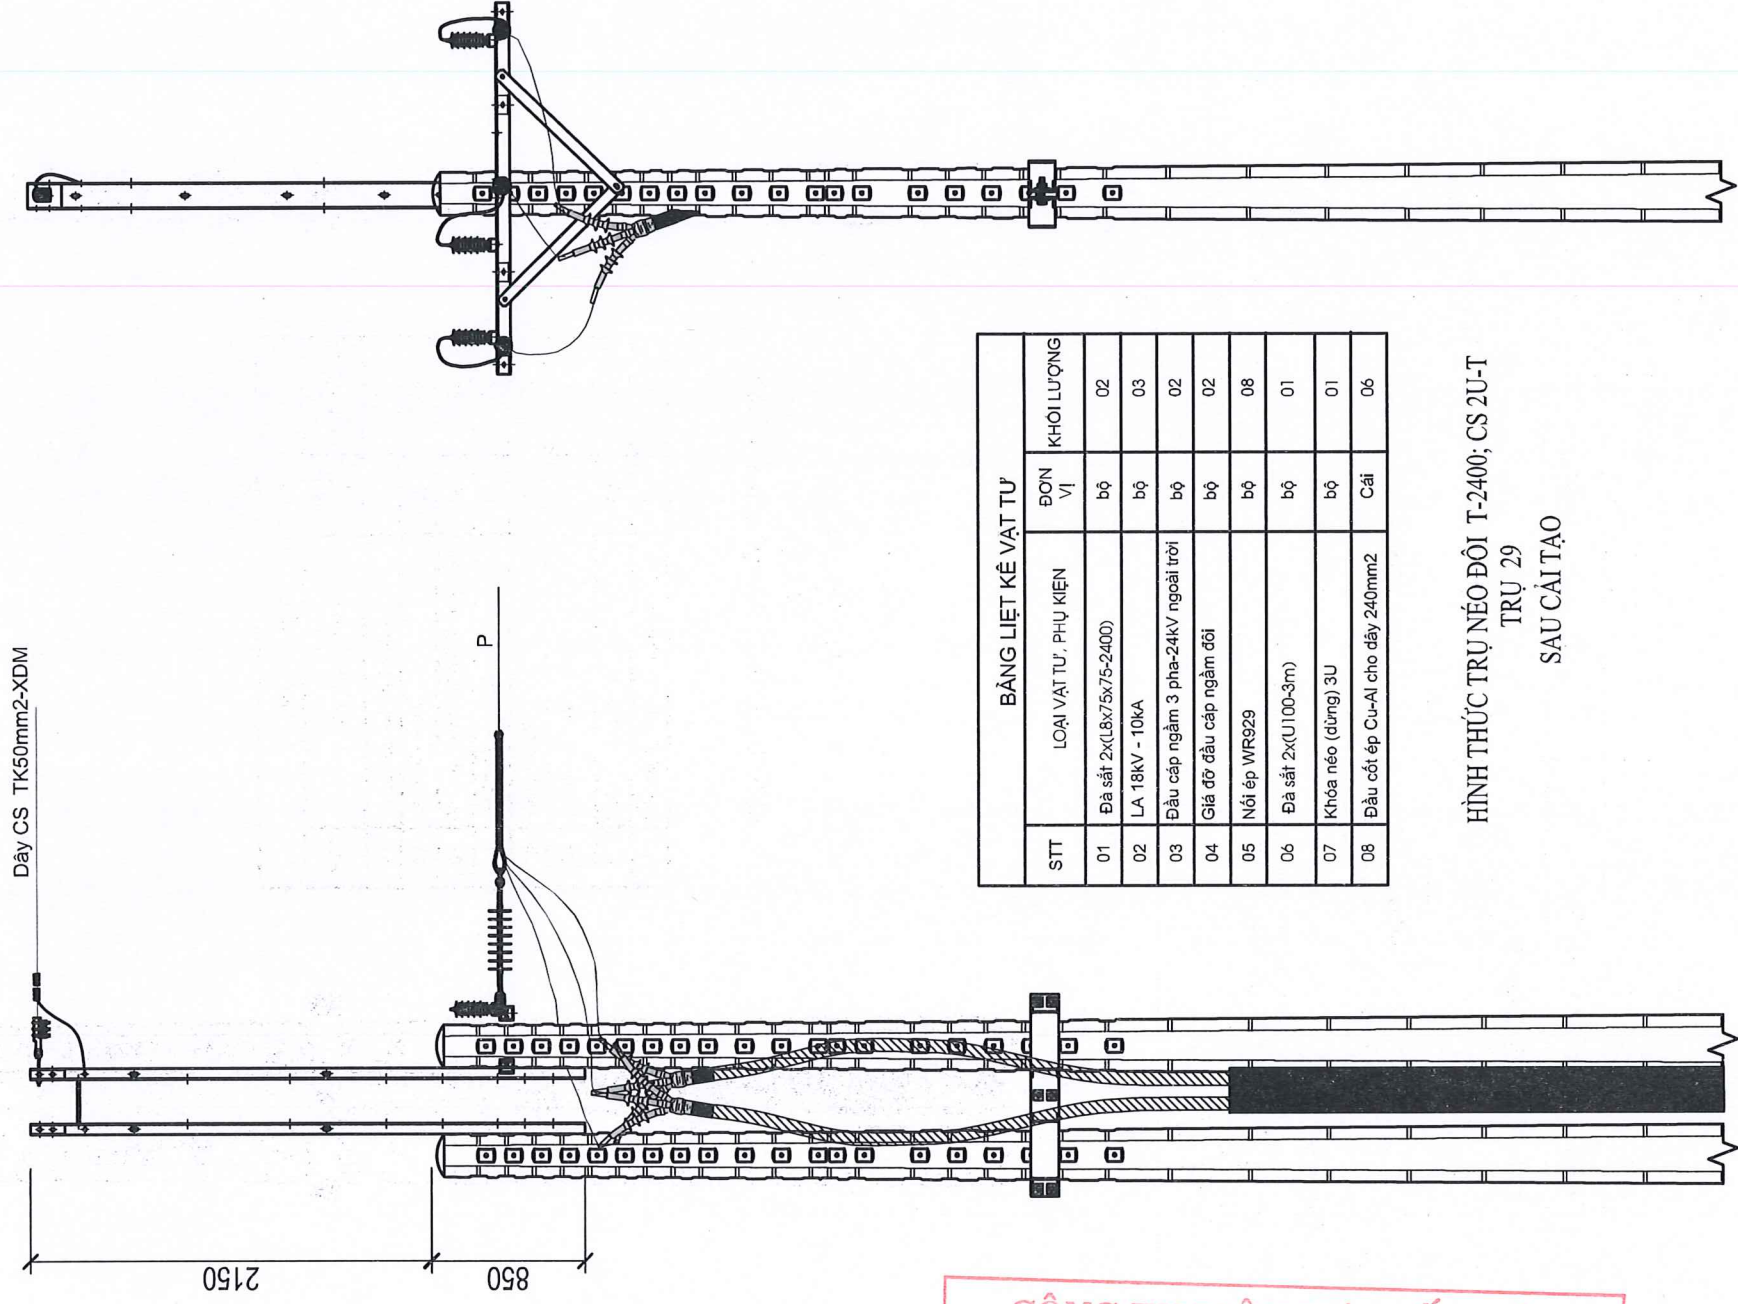 Dây CS TK50mm2-XDM
P
2150
850
BẢNG LIỆT KÊ VẬT TƯ
STT LOẠI VẬT TƯ, PHỤ KIỆN ĐƠN VỊ KHỐI LƯỢNG
01 Đà sắt 2x(L8x75x75-2400) bộ 02
02 LA 18kV - 10kA bộ 03
03 Đầu cáp ngầm 3 pha-24kV ngoài trời bộ 02
04 Giá đỡ đầu cáp ngầm đôi bộ 02
05 Nối ép WR929 bộ 08
06 Đà sắt 2x(U100-3m) bộ 01
07 Khóa néo (dừng) 3U bộ 01
08 Đầu cốt ép Cu-Al cho dây 240mm2 Cái 06
HÌNH THỨC TRỤ NÉO ĐÔI T-2400; CS 2U-T
TRỤ 29
SAU CẢI TẠO